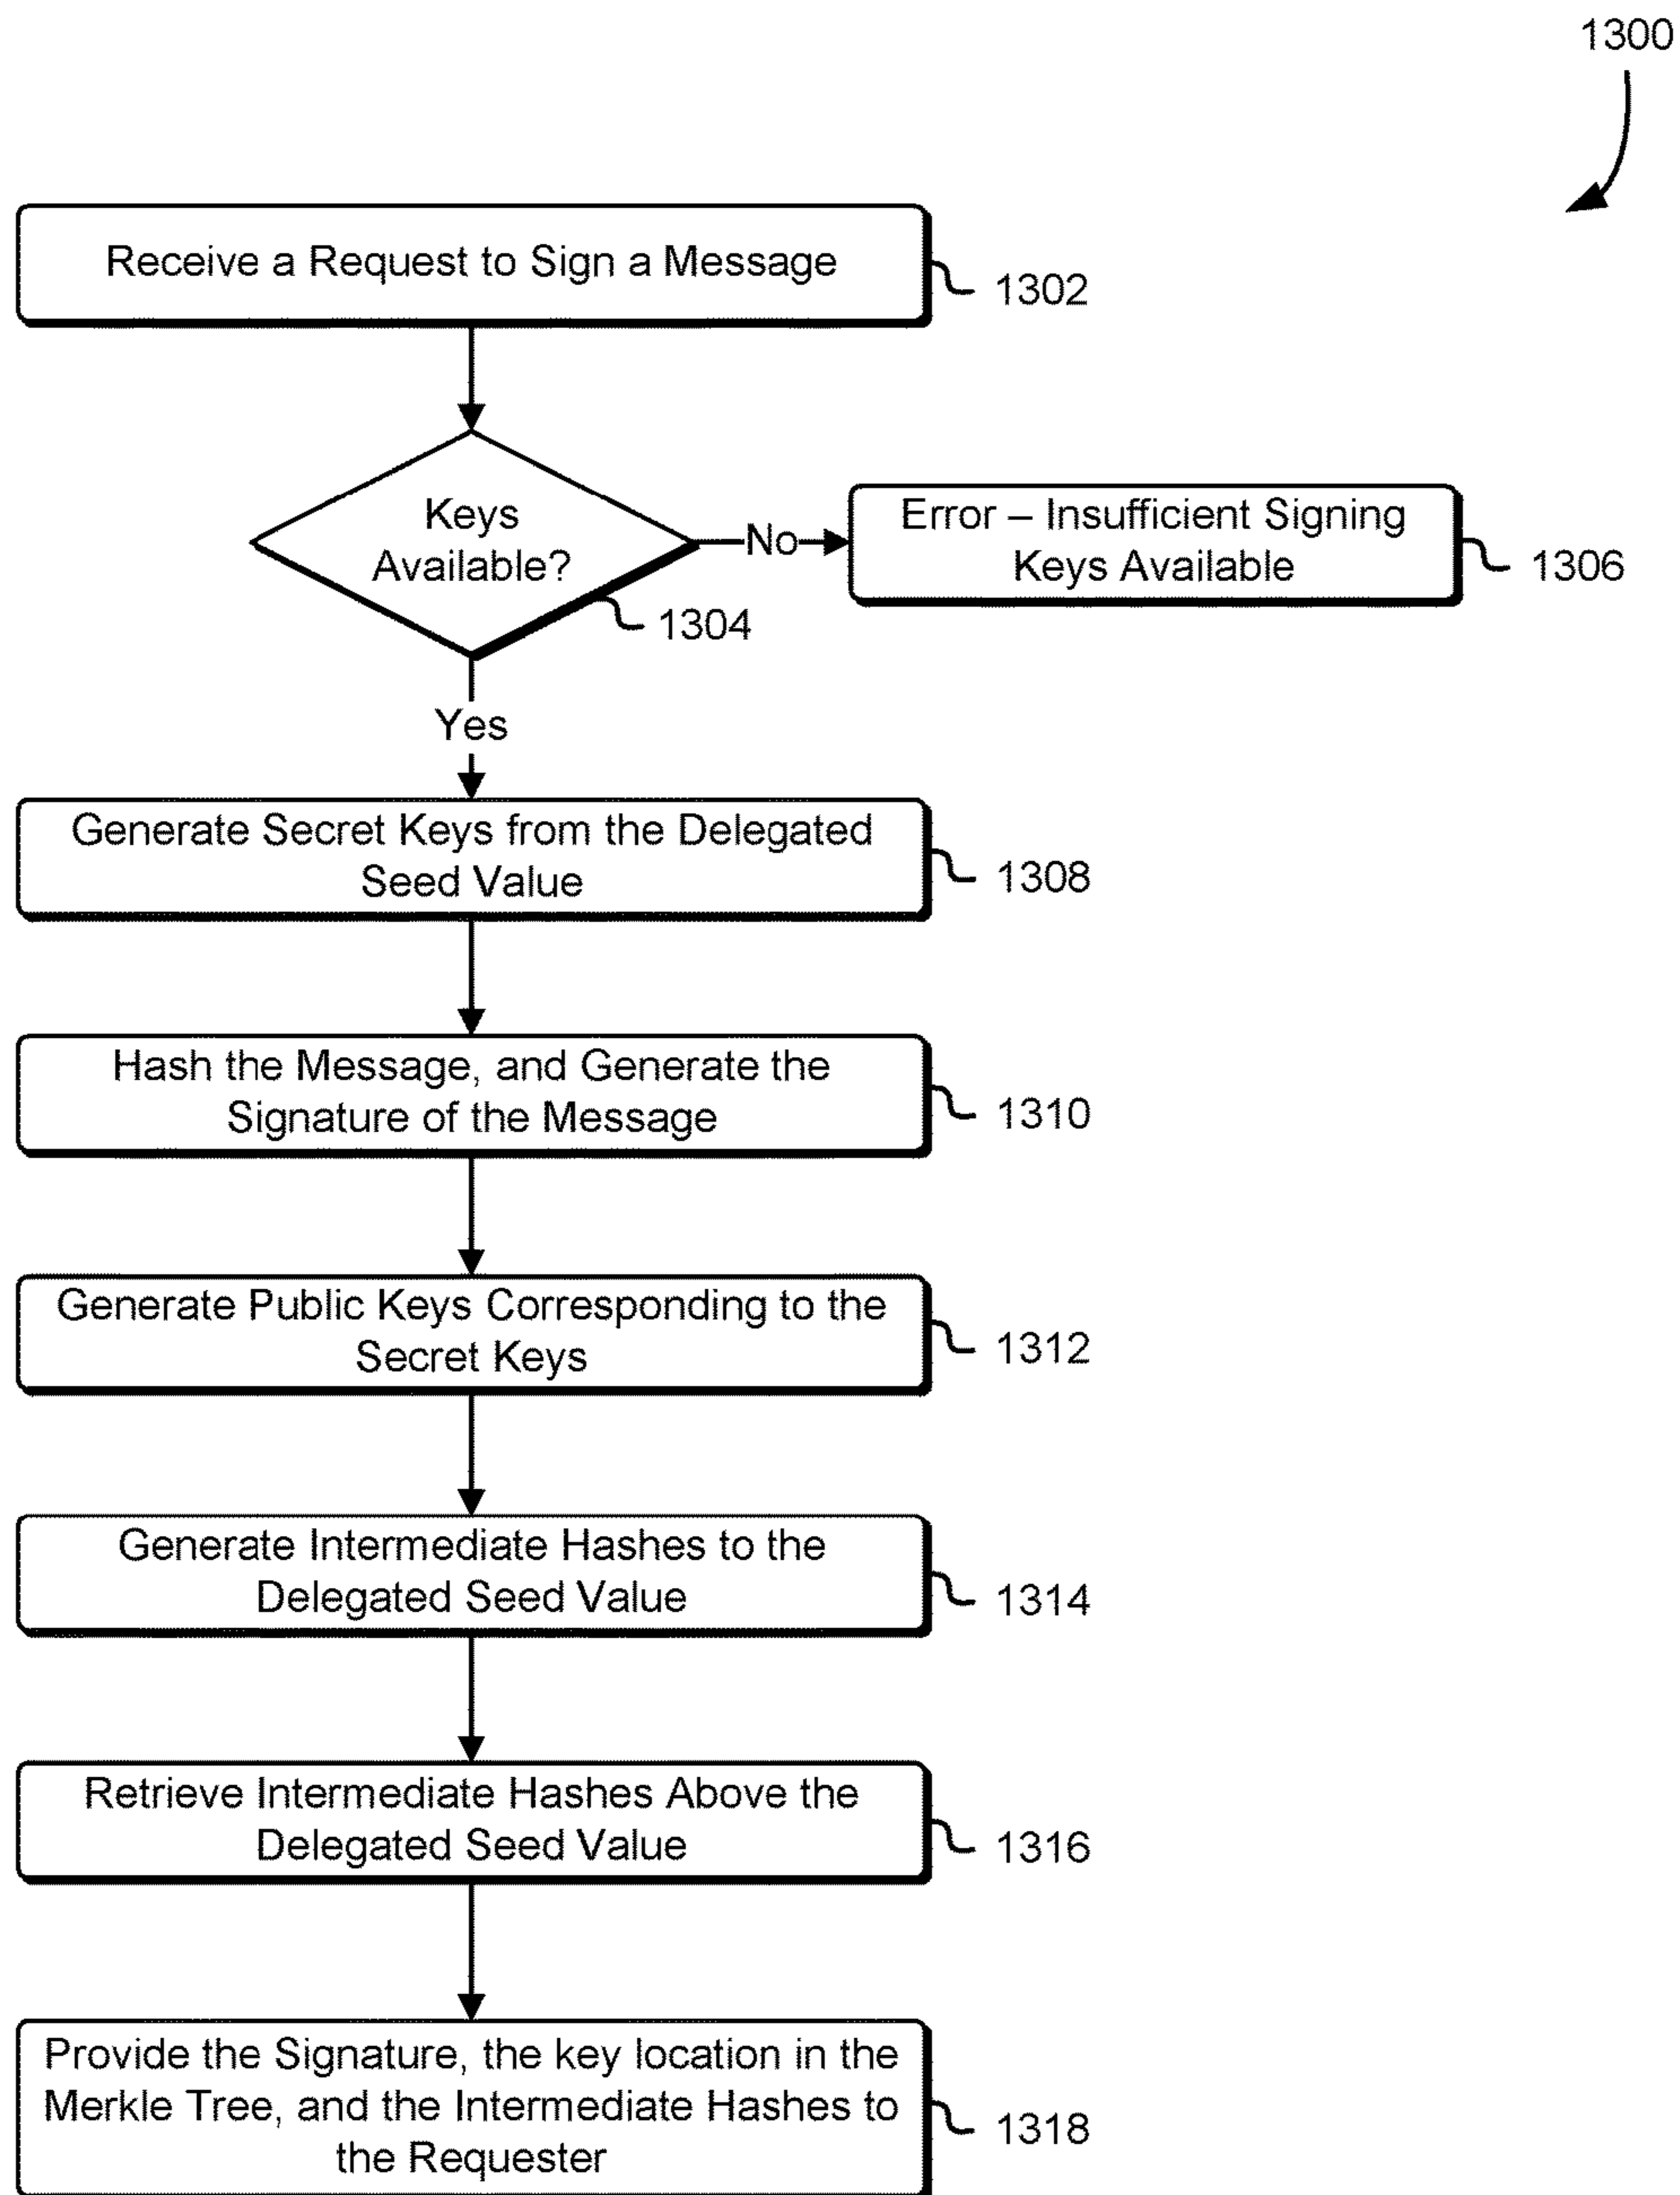 1300
Receive a Request to Sign a Message
1302
Keys
Available?
No
Error – Insufficient Signing
Keys Available
1306
1304
Yes
Generate Secret Keys from the Delegated
Seed Value
1308
Hash the Message, and Generate the
Signature of the Message
1310
Generate Public Keys Corresponding to the
Secret Keys
1312
Generate Intermediate Hashes to the
Delegated Seed Value
1314
Retrieve Intermediate Hashes Above the
Delegated Seed Value
1316
Provide the Signature, the key location in the
Merkle Tree, and the Intermediate Hashes to
the Requester
1318